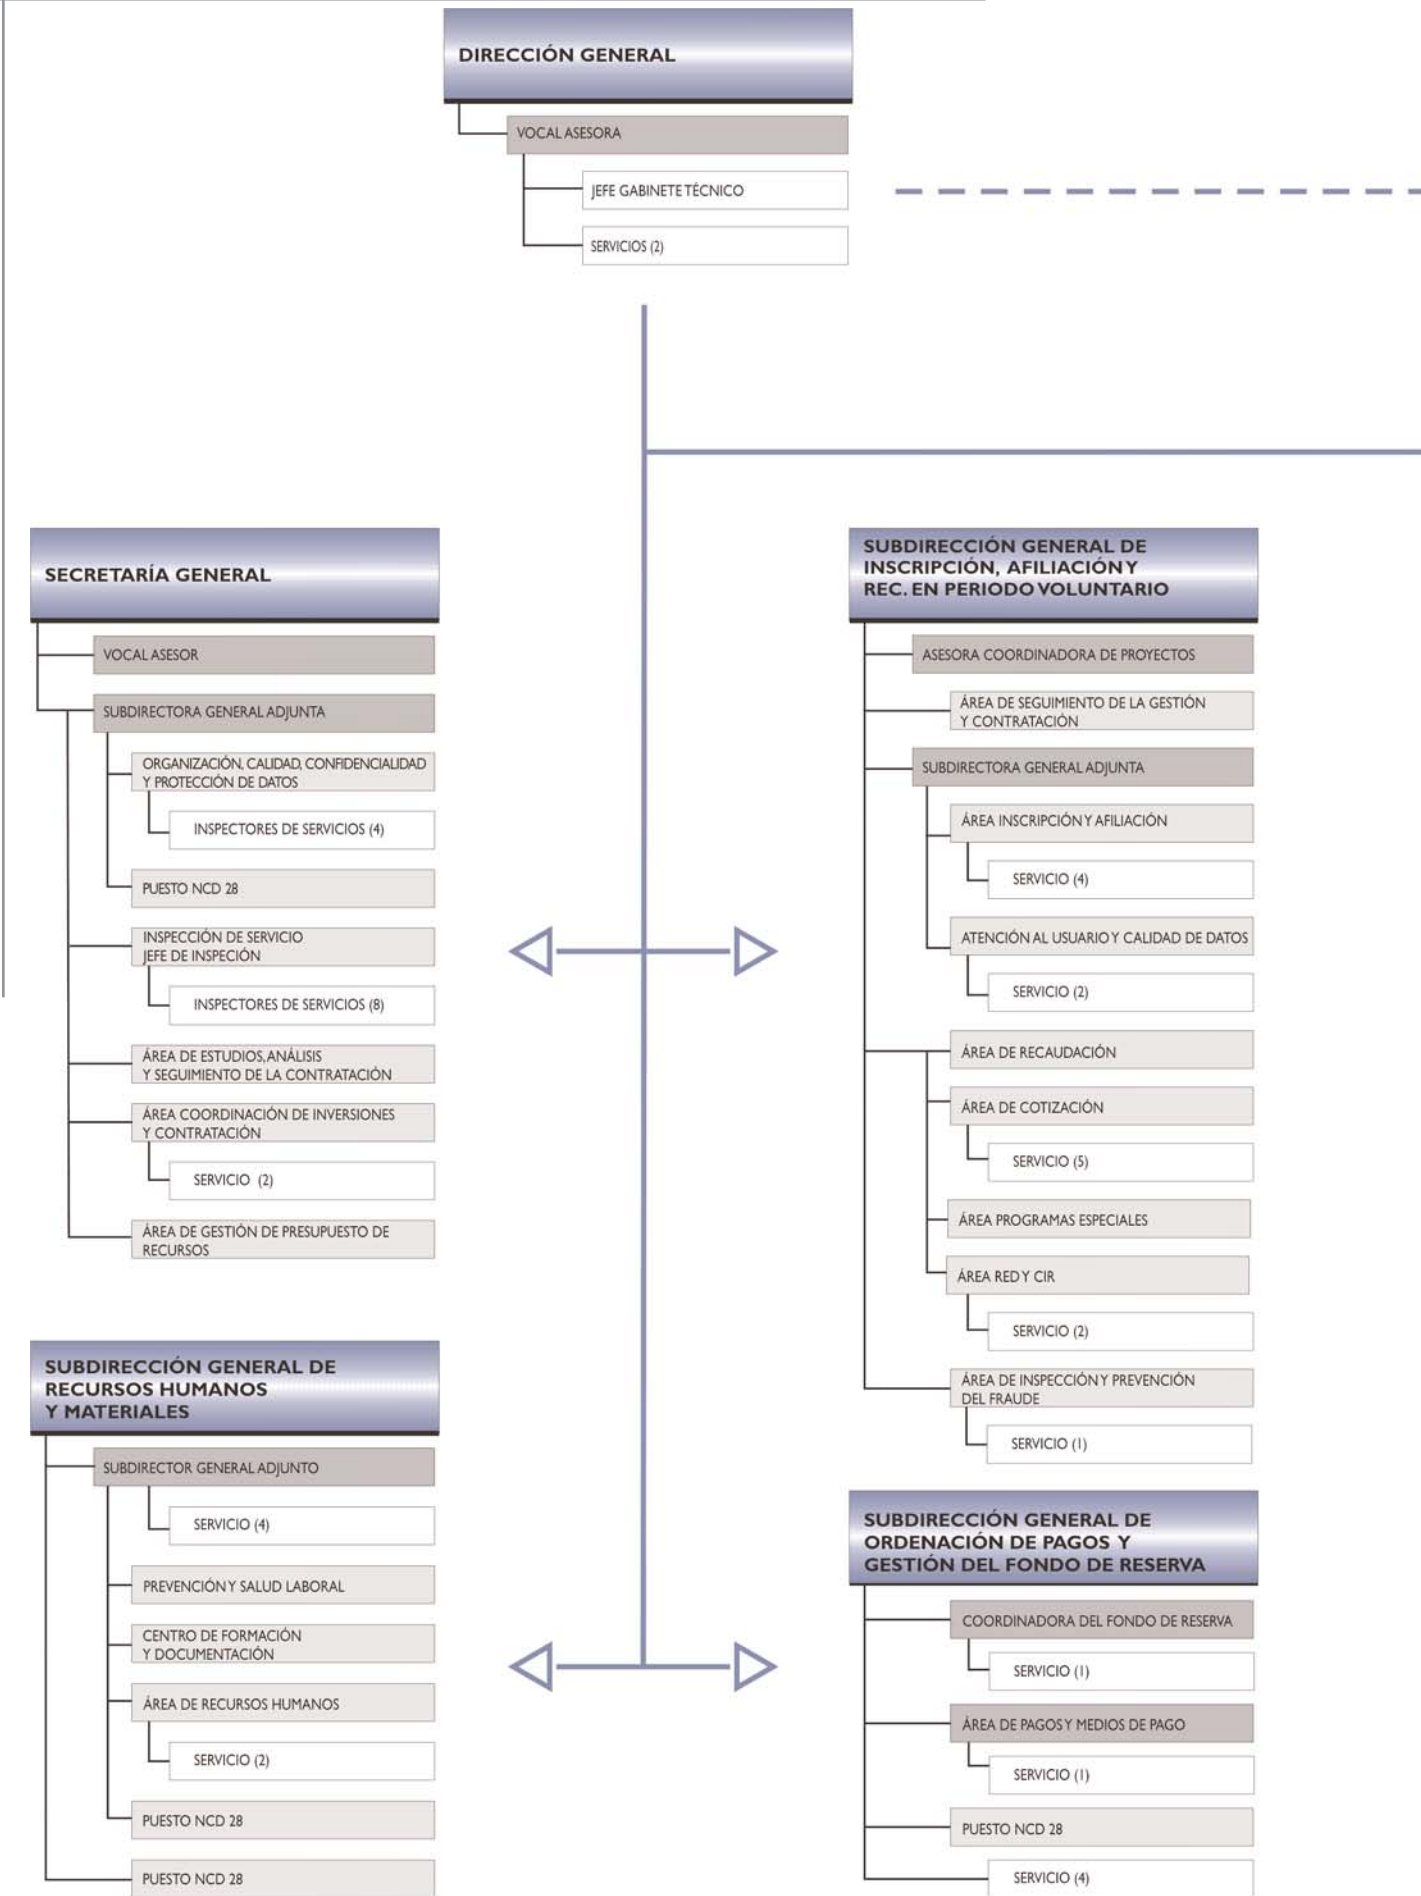 DIRECCIÓN GENERAL
VOCAL ASESORA
JEFE GABINETE TÉCNICO
SERVICIOS (2)
SECRETARÍA GENERAL
VOCAL ASESOR
SUBDIRECTORA GENERAL ADJUNTA
ORGANIZACIÓN, CALIDAD, CONFIDENCIALIDAD
Y PROTECCIÓN DE DATOS
INSPECTORES DE SERVICIOS (4)
PUESTO NCD 28
INSPECCIÓN DE SERVICIO
JEFE DE INSPECIÓN
INSPECTORES DE SERVICIOS (8)
ÁREA DE ESTUDIOS, ANÁLISIS
Y SEGUIMIENTO DE LA CONTRATACIÓN
ÁREA COORDINACIÓN DE INVERSIONES
Y CONTRATACIÓN
SERVICIO (2)
ÁREA DE GESTIÓN DE PRESUPUESTO DE
RECURSOS
SUBDIRECCIÓN GENERAL DE
RECURSOS HUMANOS
Y MATERIALES
SUBDIRECTOR GENERAL ADJUNTO
SERVICIO (4)
PREVENCIÓN Y SALUD LABORAL
CENTRO DE FORMACIÓN
Y DOCUMENTACIÓN
ÁREA DE RECURSOS HUMANOS
SERVICIO (2)
PUESTO NCD 28
PUESTO NCD 28
SUBDIRECCIÓN GENERAL DE
INSCRIPCIÓN, AFILIACIÓN Y
REC. EN PERIODO VOLUNTARIO
ASESORA COORDINADORA DE PROYECTOS
ÁREA DE SEGUIMIENTO DE LA GESTIÓN
Y CONTRATACIÓN
SUBDIRECTORA GENERAL ADJUNTA
ÁREA INSCRIPCIÓN Y AFILIACIÓN
SERVICIO (4)
ATENCIÓN AL USUARIO Y CALIDAD DE DATOS
SERVICIO (2)
ÁREA DE RECAUDACIÓN
ÁREA DE COTIZACIÓN
SERVICIO (5)
ÁREA PROGRAMAS ESPECIALES
ÁREA RED Y CIR
SERVICIO (2)
ÁREA DE INSPECCIÓN Y PREVENCIÓN
DEL FRAUDE
SERVICIO (1)
SUBDIRECCIÓN GENERAL DE
ORDENACIÓN DE PAGOS Y
GESTIÓN DEL FONDO DE RESERVA
COORDINADORA DEL FONDO DE RESERVA
SERVICIO (1)
ÁREA DE PAGOS Y MEDIOS DE PAGO
SERVICIO (1)
PUESTO NCD 28
SERVICIO (4)